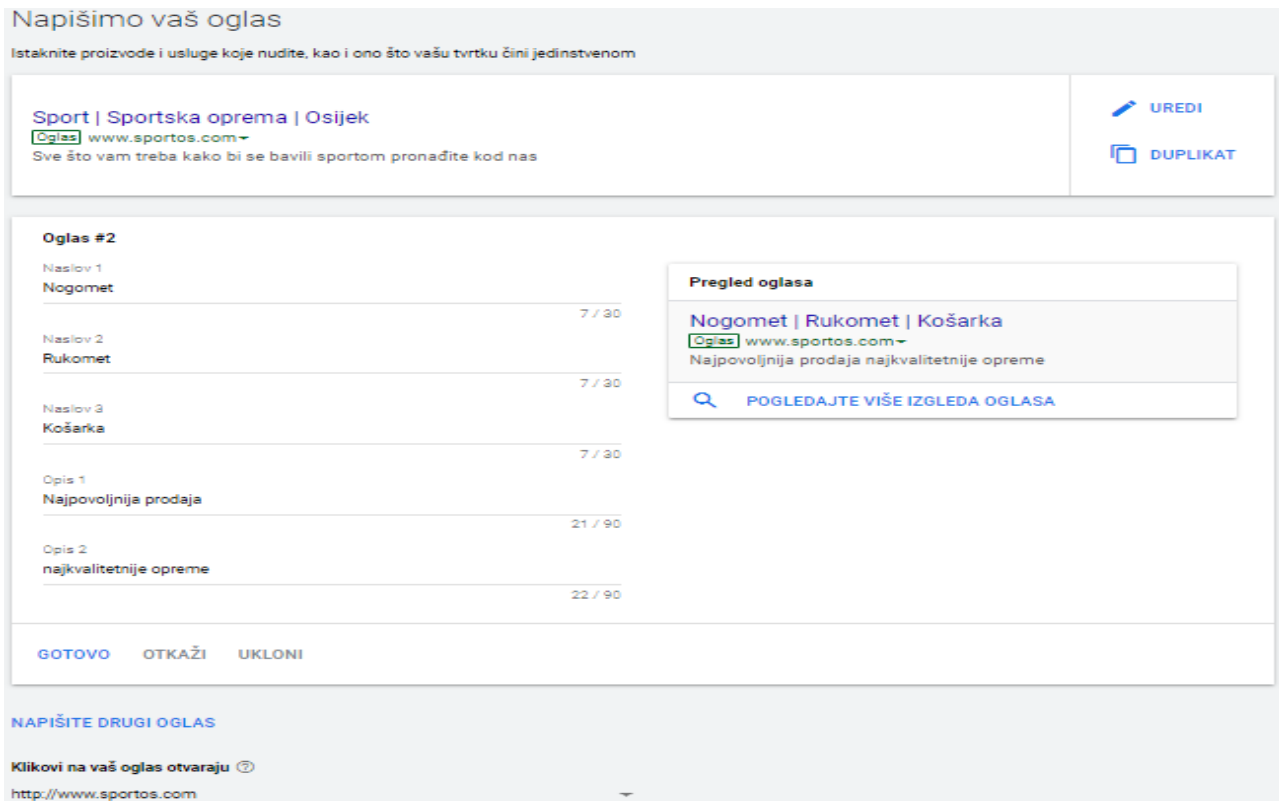 Napišimo vaš oglas
Istaknite proizvode i usluge koje nudite, kao i ono što vašu tvrtku čini jedinstvenom
Sport | Sportska oprema | Osijek
Oglas www.sportos.com
Sve što vam treba kako bi se bavili sportom pronađite kod nas
UREDI
DUPLIKAT
Oglas #2
Naslov 1
Nogomet
7 / 30
Naslov 2
Rukomet
7 / 30
Naslov 3
Košarka
7 / 30
Opis 1
Najpovoljnija prodaja
21 / 90
Opis 2
najkvalitetnije opreme
22 / 90
Pregled oglasa
Nogomet | Rukomet | Košarka
Oglas www.sportos.com
Najpovoljnija prodaja najkvalitetnije opreme
POGLEDAJTE VIŠE IZGLEDA OGLASA
GOTOVO OTKAŽI UKLONI
NAPIŠITE DRUGI OGLAS
Klikovi na vaš oglas otvaraju ?
http://www.sportos.com